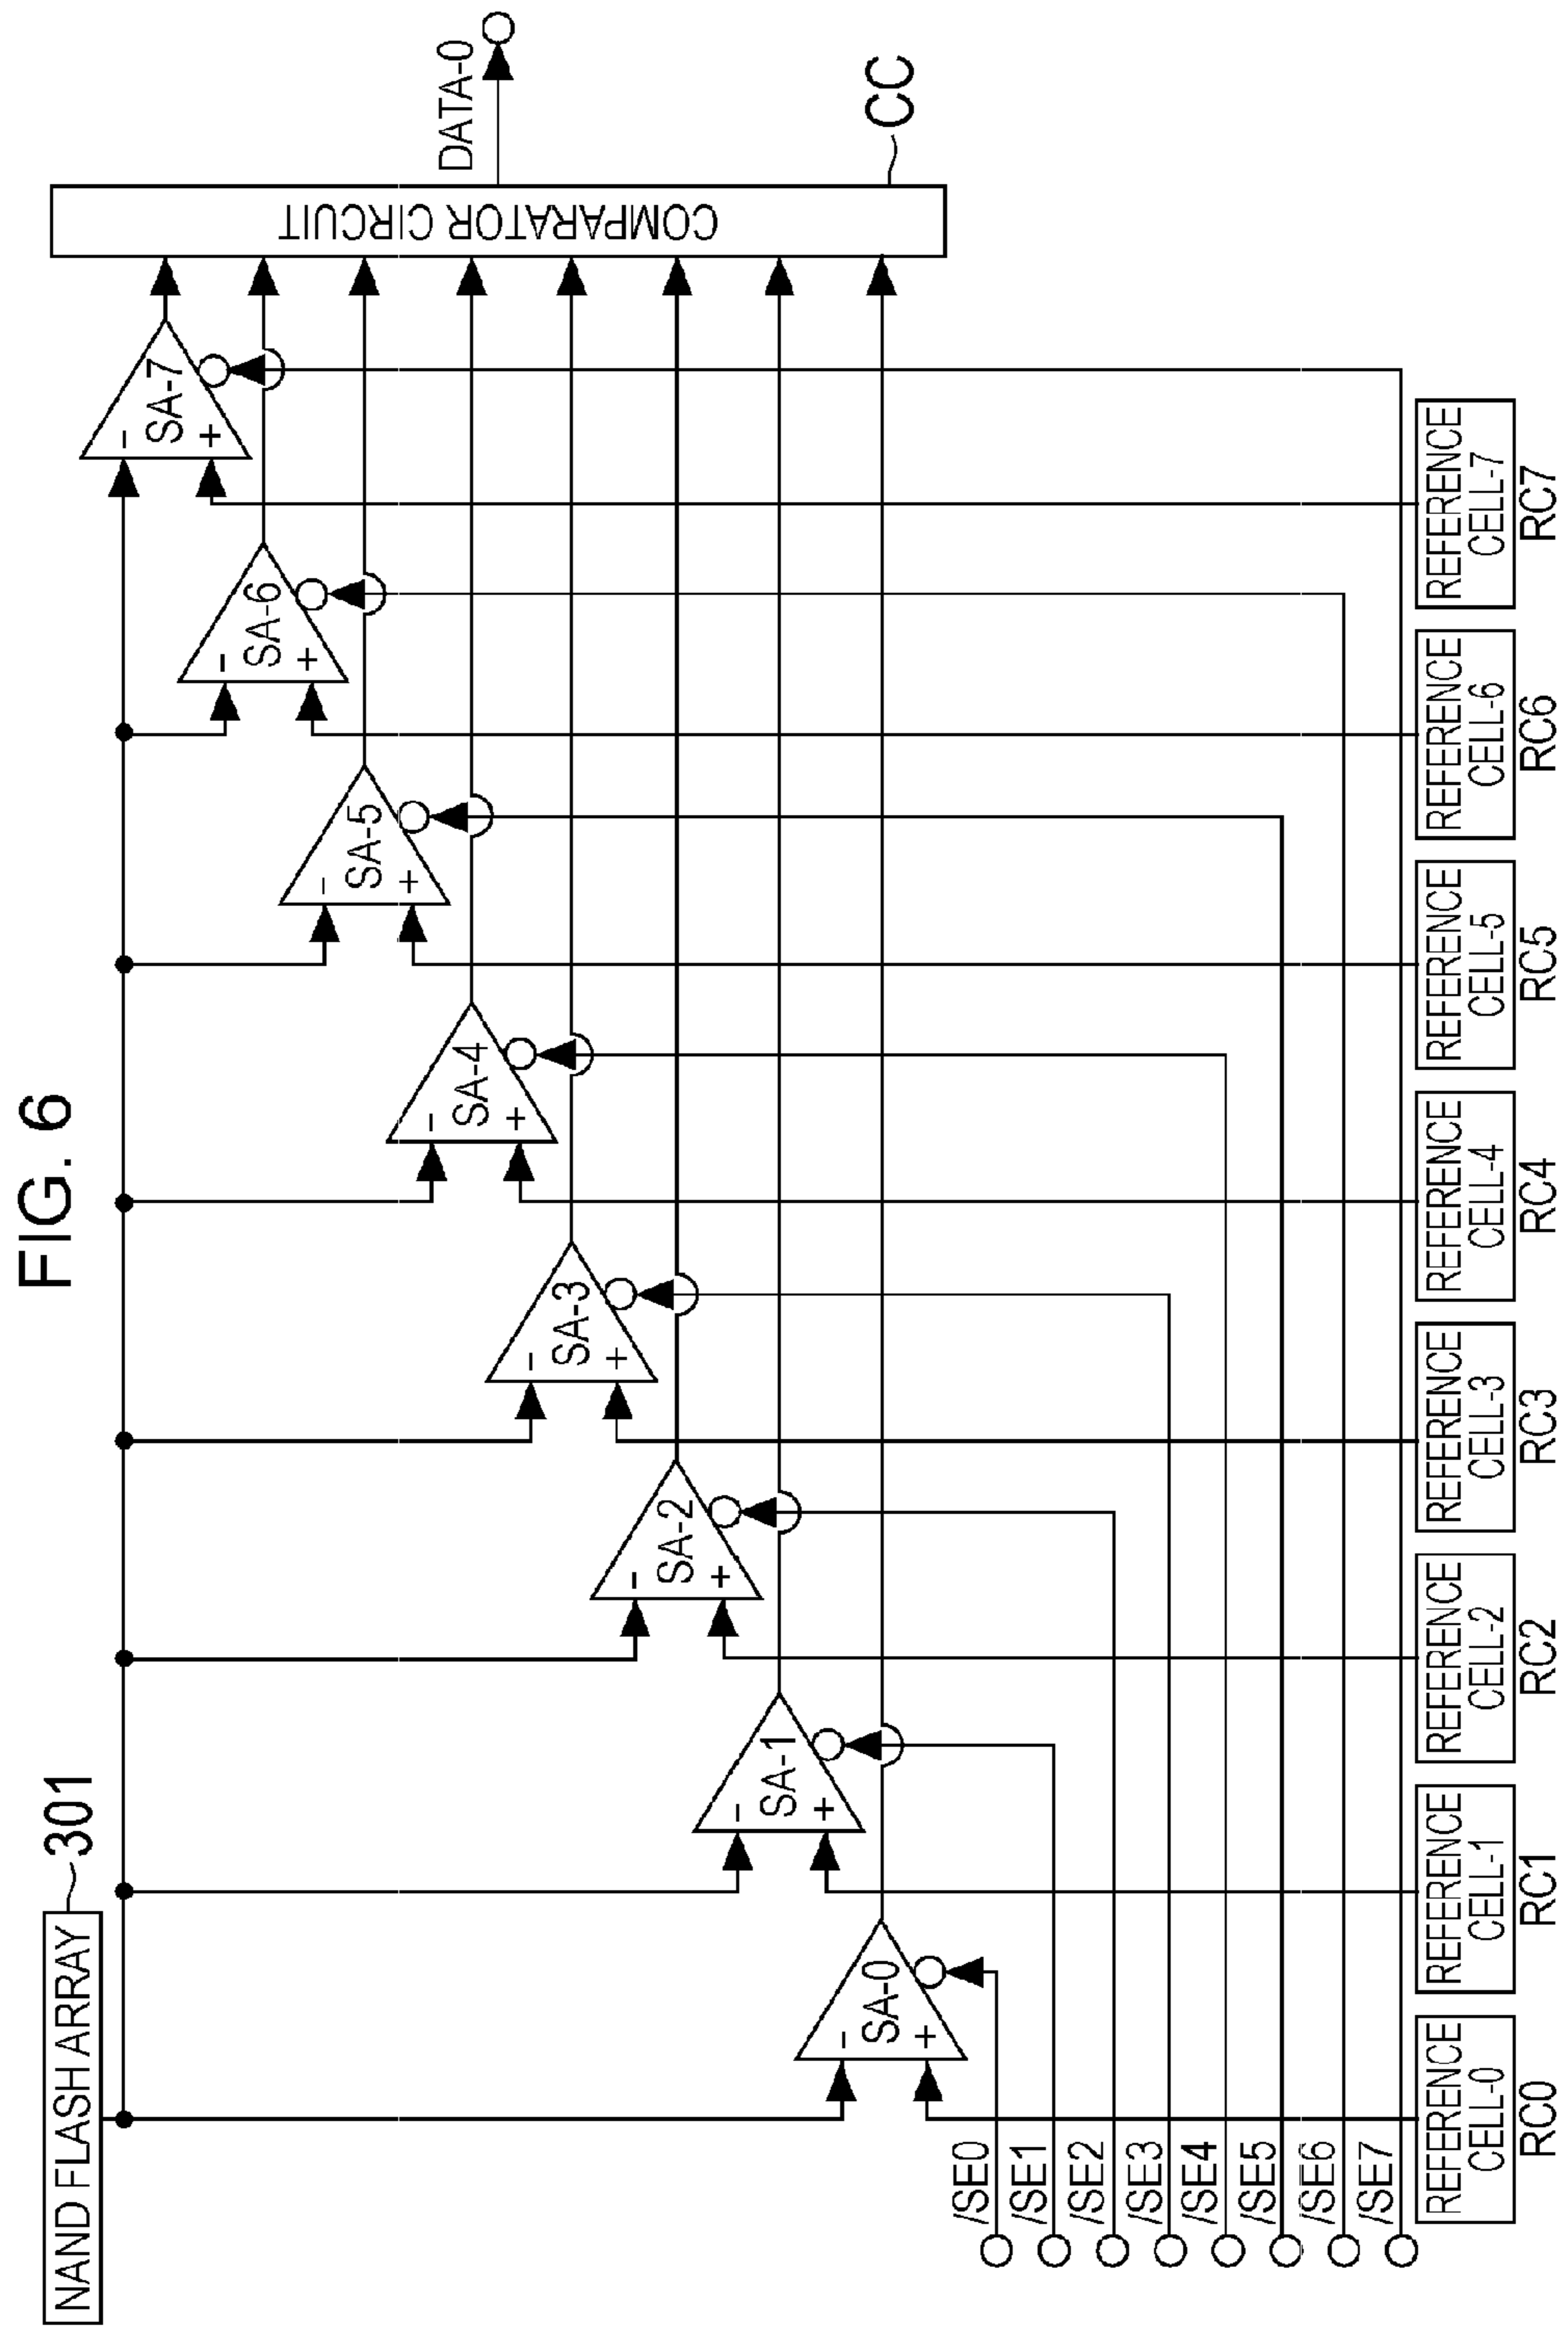 FIG. 6
NAND FLASH ARRAY
301
-
SA-0
+
-
SA-1
+
-
SA-2
+
-
SA-3
+
-
SA-4
+
-
SA-5
+
-
SA-6
+
-
SA-7
+
COMPARATOR CIRCUIT
CC
DATA-0
/SE0
/SE1
/SE2
/SE3
/SE4
/SE5
/SE6
/SE7
REFERENCE
CELL-0
RC0
REFERENCE
CELL-1
RC1
REFERENCE
CELL-2
RC2
REFERENCE
CELL-3
RC3
REFERENCE
CELL-4
RC4
REFERENCE
CELL-5
RC5
REFERENCE
CELL-6
RC6
REFERENCE
CELL-7
RC7